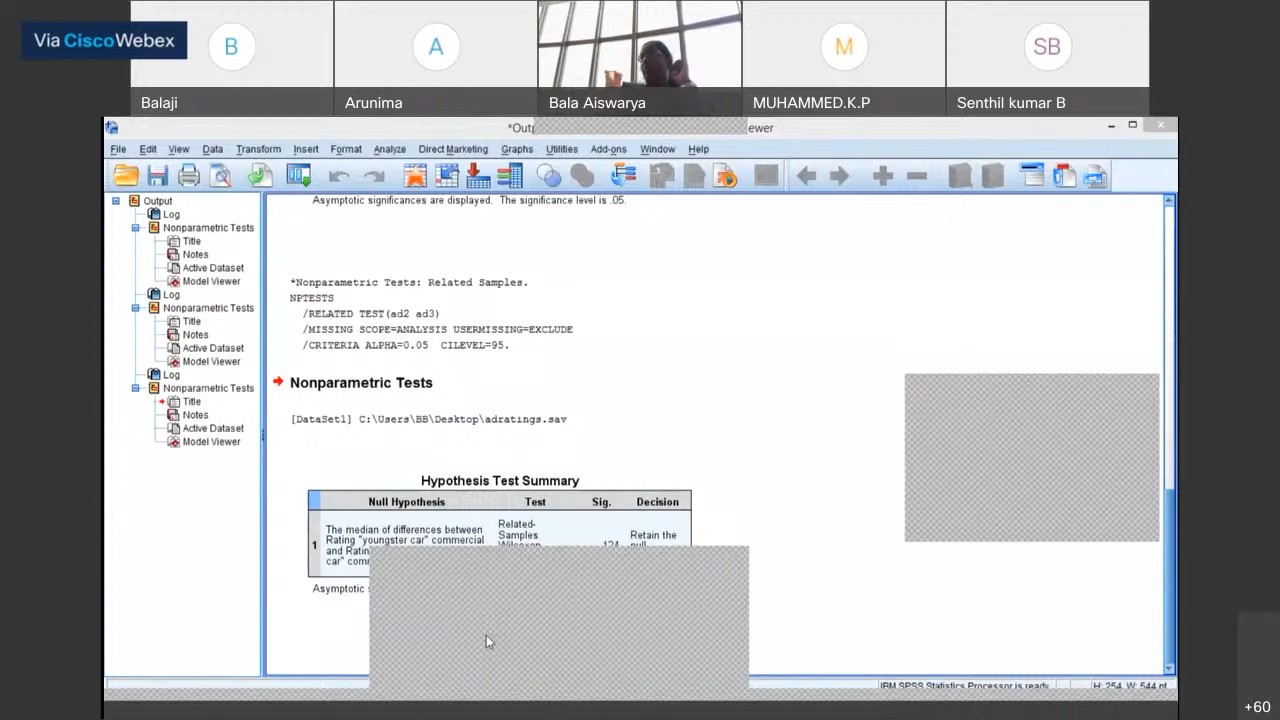 Via Cisco Webex
B
A
M
SB
Balaji
Arunima
Bala Aiswarya
MUHAMMED.K.P
Senthil kumar B
File Edit View Data Transform Insert Format Analyze Direct Marketing Graphs Utilities Add-ons Window Help
Output
Log
Nonparametric Tests
Title
Notes
Active Dataset
Model Viewer
Log
Nonparametric Tests
Title
Notes
Active Dataset
Model Viewer
Log
Nonparametric Tests
Title
Notes
Active Dataset
Model Viewer
Asymptotic significances are displayed. The significance level is .05.
*Nonparametric Tests: Related Samples.
NPTESTS
/RELATED TEST(ad2 ad3)
/MISSING SCOPE=ANALYSIS USERMISSING=EXCLUDE
/CRITERIA ALPHA=0.05 CILEVEL=95.
Nonparametric Tests
[DataSet1] C:\Users\BB\Desktop\adratings.sav
Hypothesis Test Summary
Null Hypothesis Test Sig. Decision
1
The median of differences between
Rating "youngster car" commercial
and
car"
Related-
Samples
Retain the
Asymptotic
IBM SPSS Statistics Processor is ready
H: 254, W: 544 pt
+60